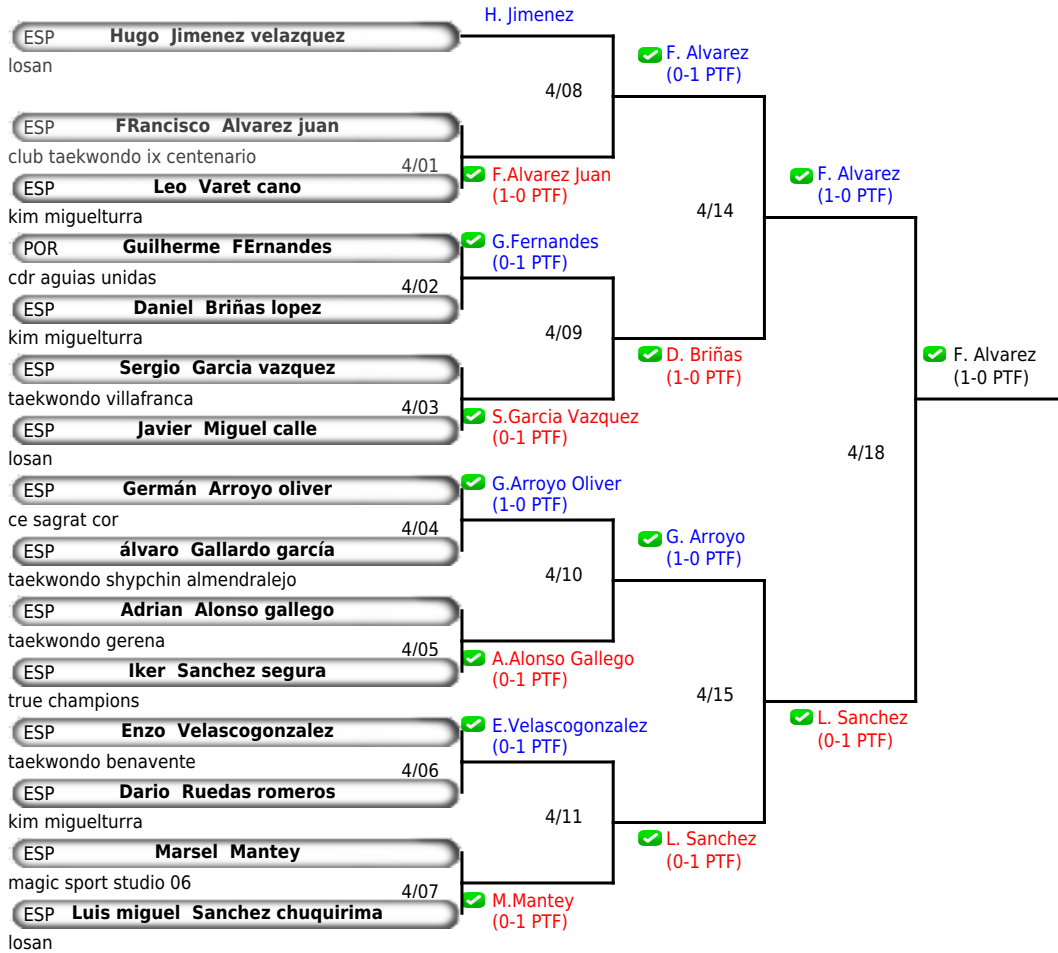 H. Jimenez
ESP Hugo Jimenez velazquez
losan
F. Alvarez
(0-1 PTF)
4/08
ESP FRancisco Alvarez juan
club taekwondo ix centenario
4/01
ESP Leo Varet cano
kim miguelturra
F.Alvarez Juan
(1-0 PTF)
F. Alvarez
(1-0 PTF)
4/14
POR Guilherme FErnandes
cdr aguias unidas
G.Fernandes
(0-1 PTF)
4/02
ESP Daniel Briñas lopez
kim miguelturra
4/09
D. Briñas
(1-0 PTF)
ESP Sergio Garcia vazquez
taekwondo villafranca
4/03
ESP Javier Miguel calle
losan
S.Garcia Vazquez
(0-1 PTF)
F. Alvarez
(1-0 PTF)
4/18
ESP Germán Arroyo oliver
ce sagrat cor
G.Arroyo Oliver
(1-0 PTF)
4/04
ESP álvaro Gallardo garcía
taekwondo shypchin almendralejo
G. Arroyo
(1-0 PTF)
4/10
ESP Adrian Alonso gallego
taekwondo gerena
4/05
ESP Iker Sanchez segura
true champions
A.Alonso Gallego
(0-1 PTF)
4/15
L. Sanchez
(0-1 PTF)
ESP Enzo Velascogonzalez
taekwondo benavente
E.Velascogonzalez
(0-1 PTF)
4/06
ESP Dario Ruedas romeros
kim miguelturra
4/11
L. Sanchez
(0-1 PTF)
ESP Marsel Mantey
magic sport studio 06
4/07
ESP Luis miguel Sanchez chuquirima
losan
M.Mantey
(0-1 PTF)